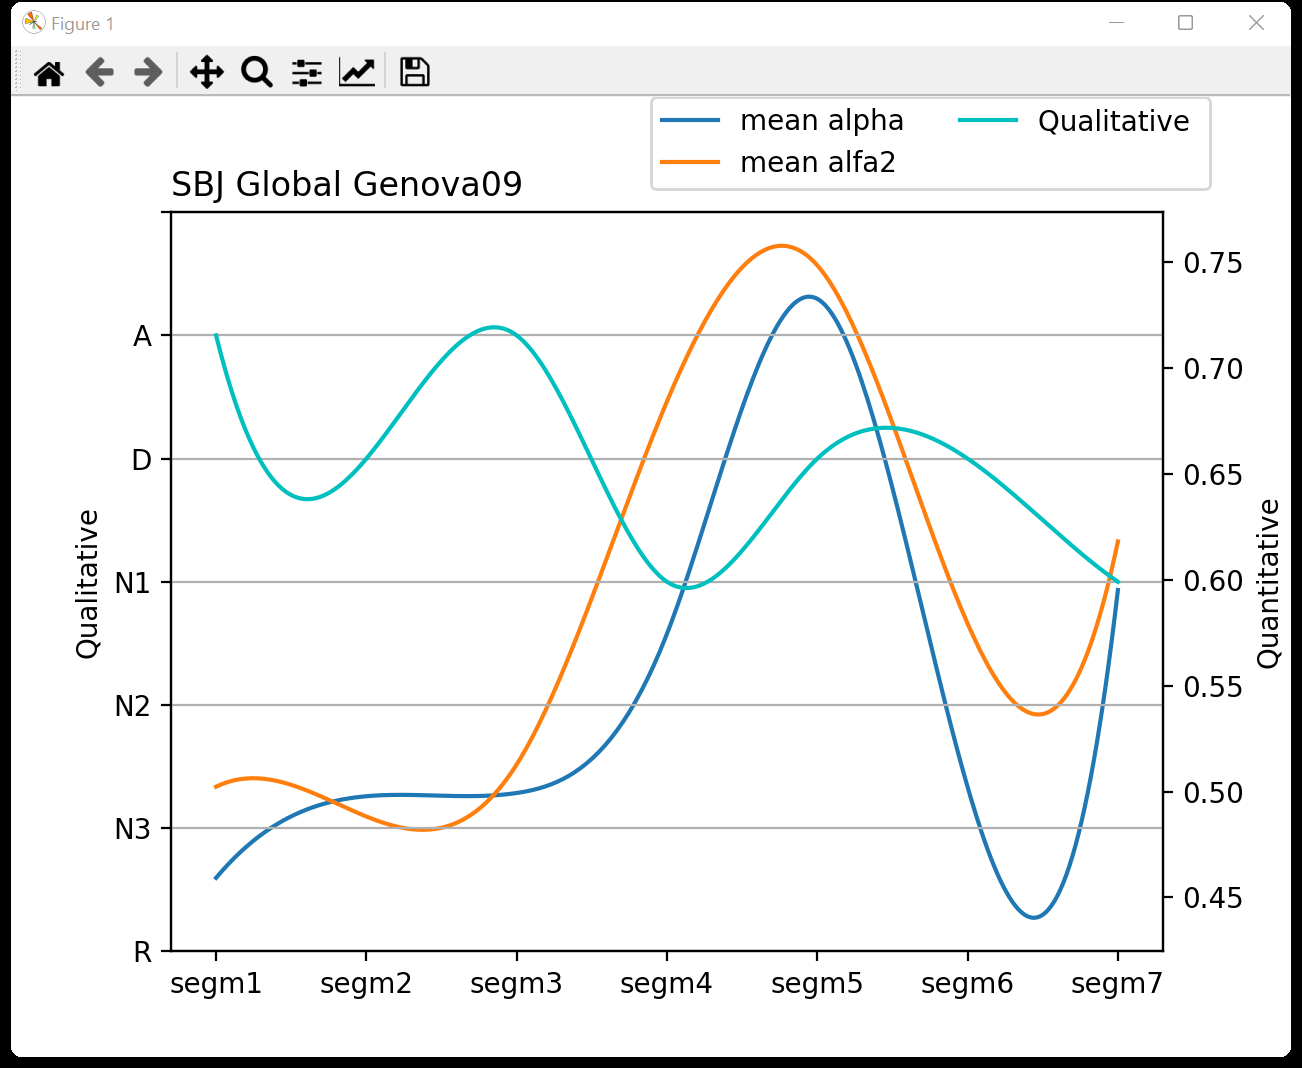 Figure 1
mean alpha
Qualitative
mean alfa2
SBJ Global Genova09
Qualitative
A
D
N1
N2
N3
R
0.75
0.70
0.65
0.60
0.55
0.50
0.45
Quantitative
segm1 segm2 segm3 segm4 segm5 segm6 segm7